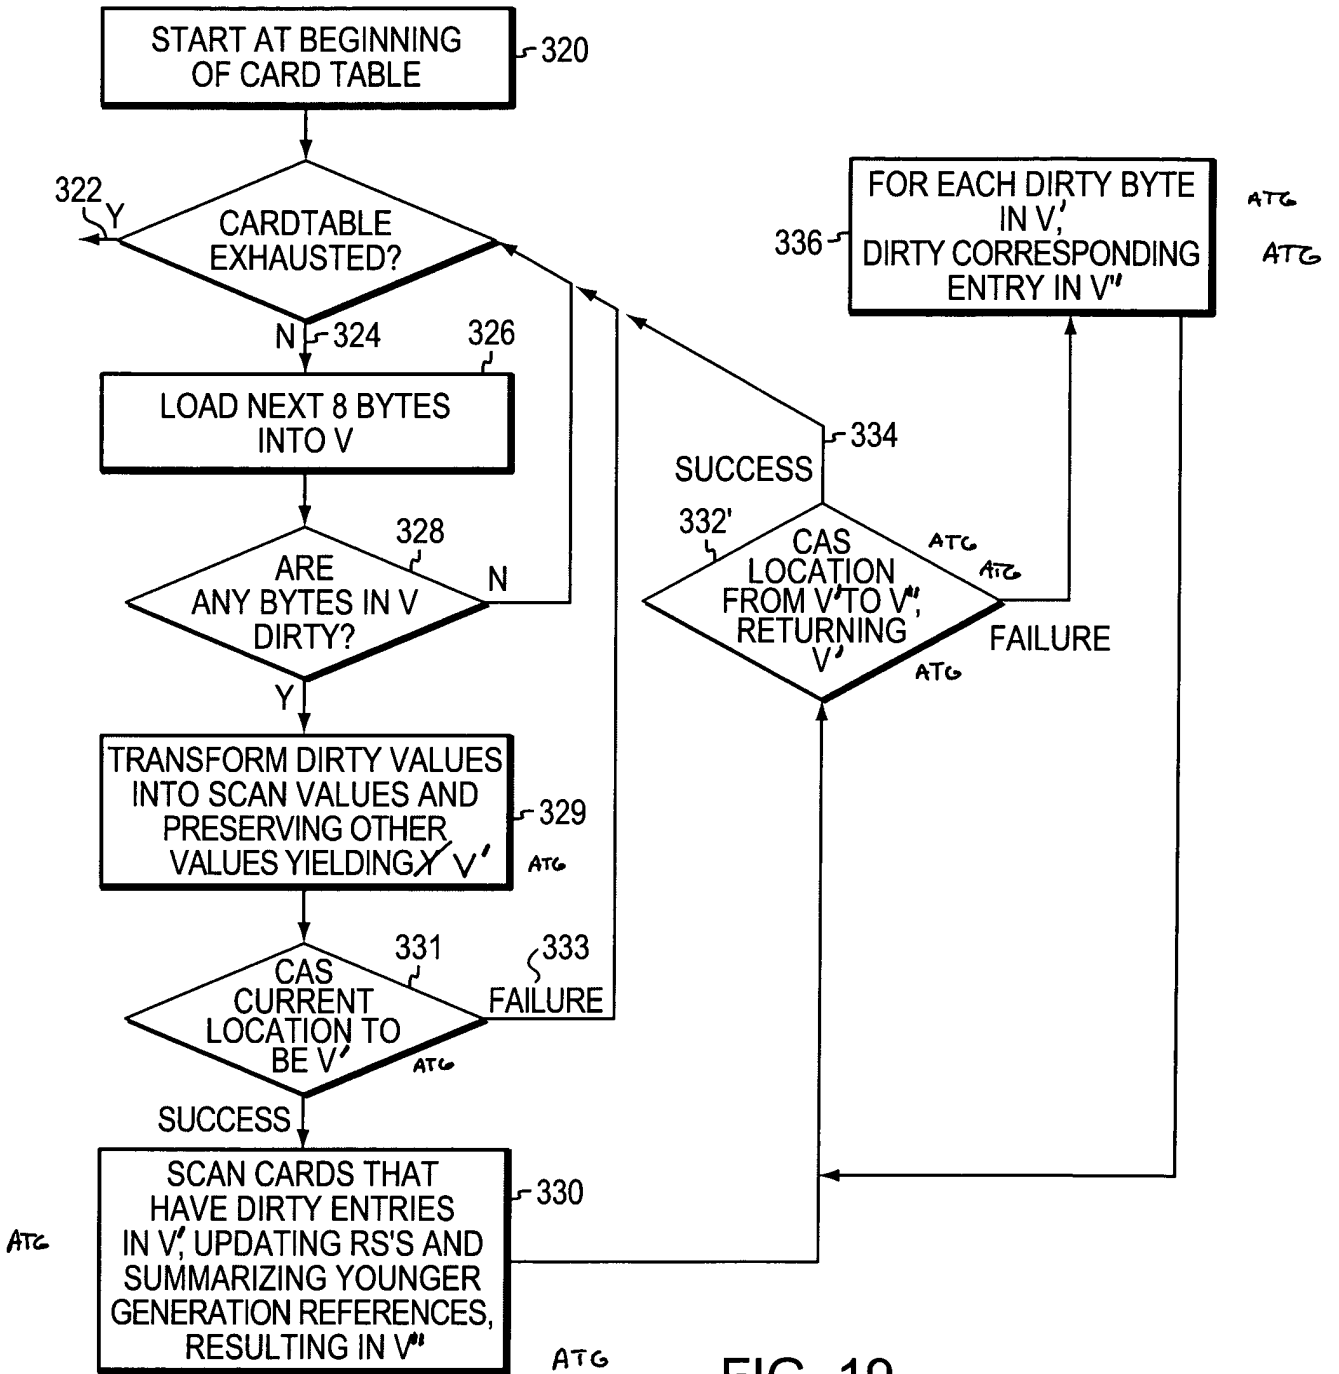 START AT BEGINNING
OF CARD TABLE
320
322
Y
CARDTABLE
EXHAUSTED?
N
324
326
LOAD NEXT 8 BYTES
INTO V
328
ARE
ANY BYTES IN V
DIRTY?
N
Y
TRANSFORM DIRTY VALUES
INTO SCAN VALUES AND
PRESERVING OTHER
VALUES YIELDING V'
329
ATG
331
CAS
CURRENT
LOCATION TO
BE V'
ATG
333
FAILURE
SUCCESS
SCAN CARDS THAT
HAVE DIRTY ENTRIES
IN V', UPDATING RS'S AND
SUMMARIZING YOUNGER
GENERATION REFERENCES,
RESULTING IN V"
330
ATG
ATG
334
SUCCESS
332'
CAS
LOCATION
FROM V' TO V",
RETURNING
V'
ATG
ATG
ATG
FAILURE
FOR EACH DIRTY BYTE
IN V',
DIRTY CORRESPONDING
ENTRY IN V"
336
ATG
ATG
FIG. 19